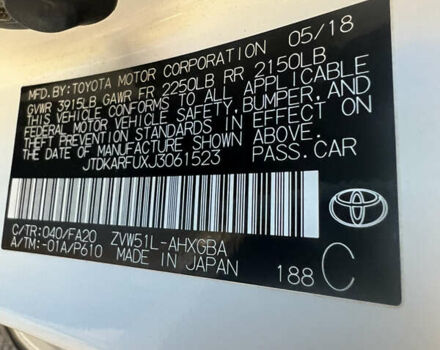 MFD. BY: TOYOTA MOTOR CORPORATION 05/18
GVWR 3915LB GAWR FR 2250LB RR 2150LB
THIS VEHICLE CONFORMS TO ALL APPLICABLE
FEDERAL MOTOR VEHICLE SAFETY, BUMPER, AND
THEFT PREVENTION STANDARDS IN EFFECT ON
THE DATE OF MANUFACTURE SHOWN ABOVE.
JTDKARFUXJ3061523 PASS.CAR
C/TR:040/FA20 ZVW51L-AHXGBA
A/TM:-01A/P610 MADE IN JAPAN
188 C